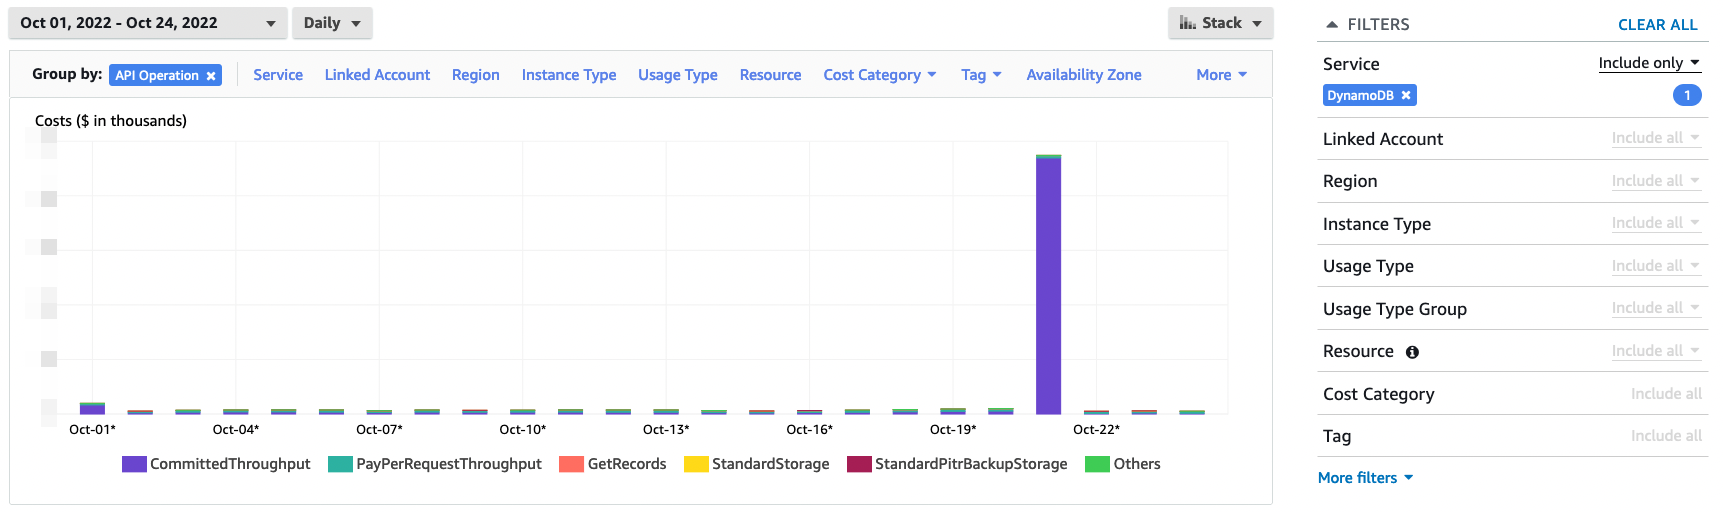 Oct 01, 2022 - Oct 24, 2022
Daily
Stack
Group by: API Operation × Service Linked Account Region Instance Type Usage Type Resource Cost Category Tag Availability Zone More
Costs ($ in thousands)
Oct-01* Oct-04* Oct-07* Oct-10* Oct-13* Oct-16* Oct-19* Oct-22*
CommittedThroughput PayPerRequestThroughput GetRecords StandardStorage StandardPitrBackupStorage Others
FILTERS CLEAR ALL
Service Include only
DynamoDB × 1
Linked Account Include all
Region Include all
Instance Type Include all
Usage Type Include all
Usage Type Group Include all
Resource Include all
Cost Category Include all
Tag Include all
More filters